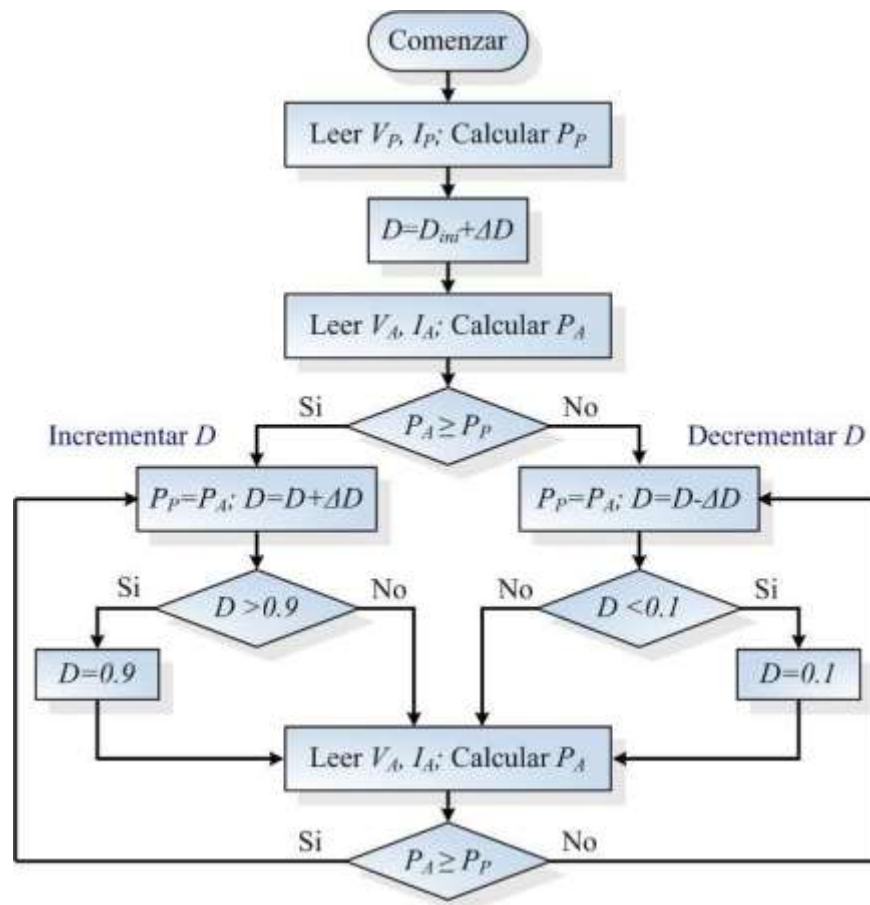 Comenzar
Leer V_P, I_P; Calcular P_P
D=D_ini+ΔD
Leer V_A, I_A; Calcular P_A
Si
No
P_A ≥ P_P
Incrementar D
Decrementar D
P_P=P_A; D=D+ΔD
P_P=P_A; D=D-ΔD
Si
No
No
Si
D >0.9
D <0.1
D=0.9
D=0.1
Leer V_A, I_A; Calcular P_A
Si
No
P_A ≥ P_P